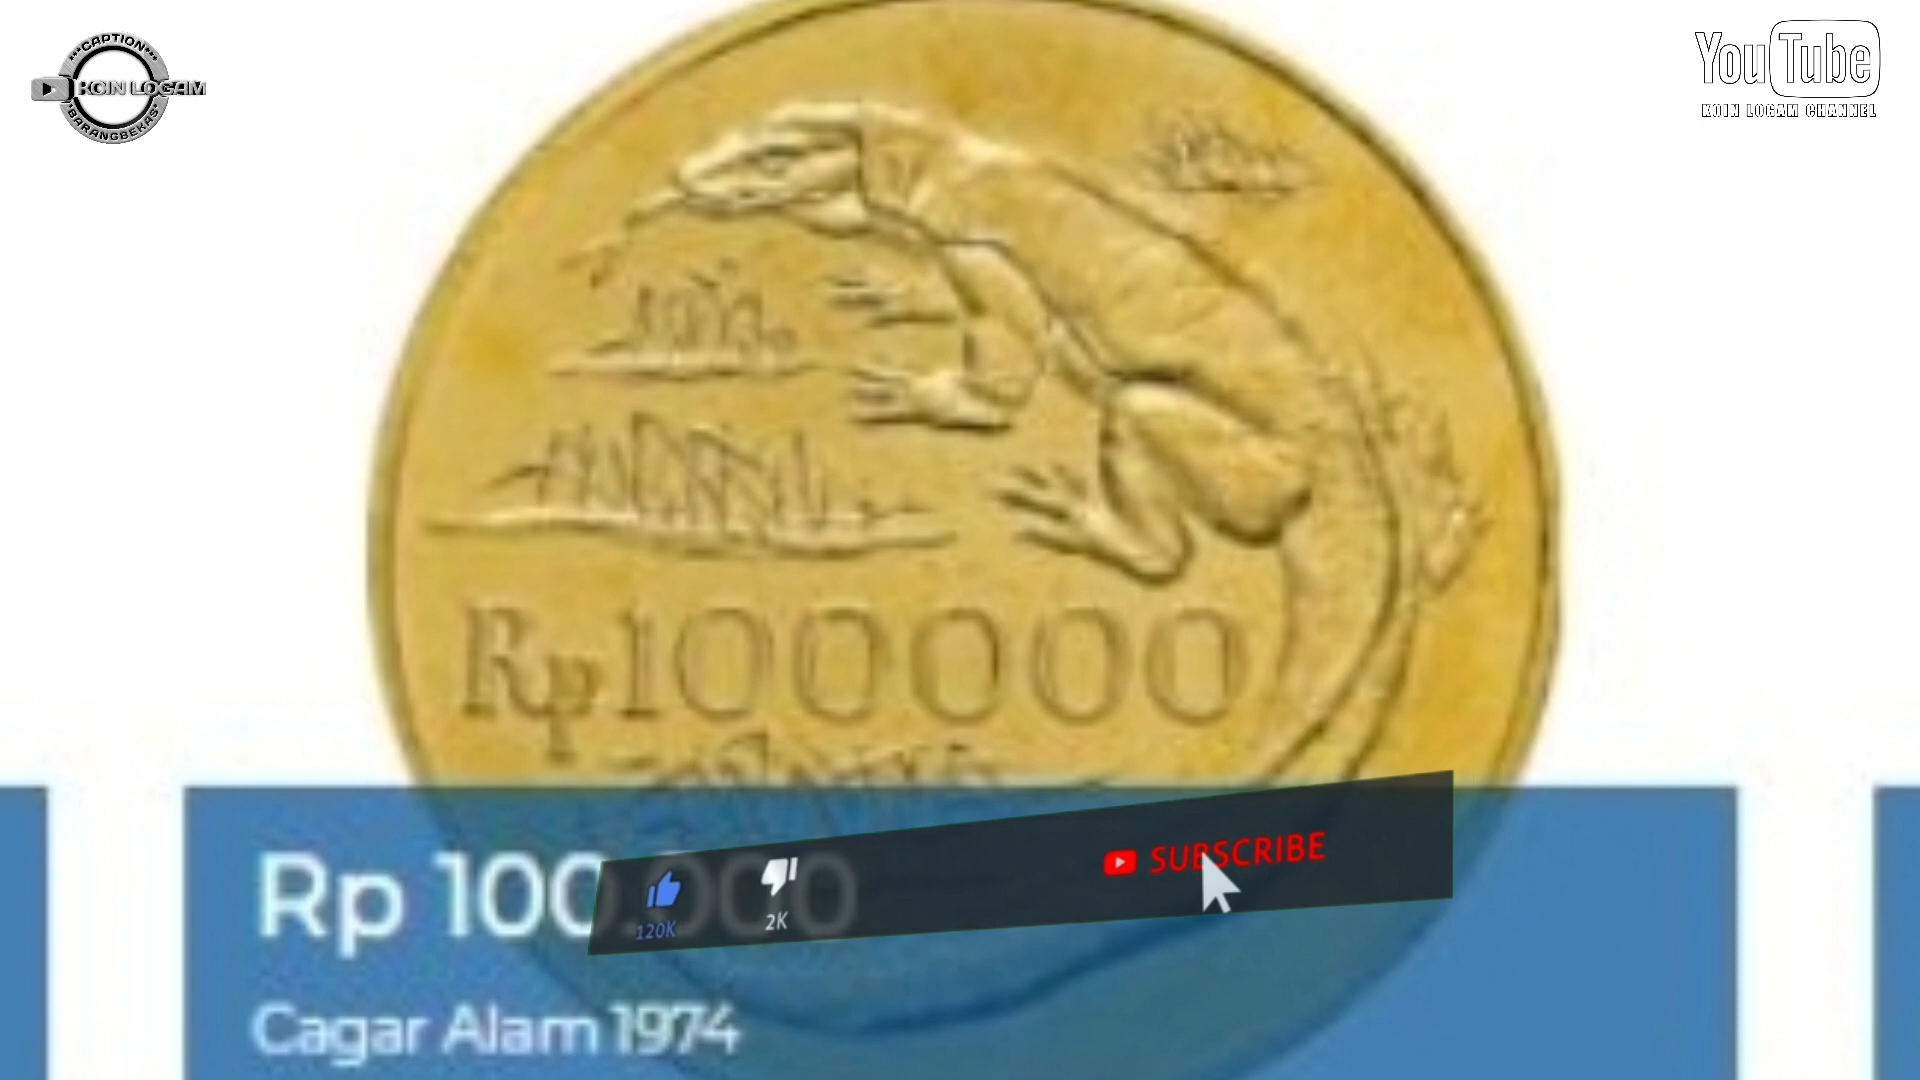 ***CAPTION***
KOIN LOGAM
*BARANGBEKAS*
YouTube
KOIN LOGAM CHANNEL
Rp100000
Rp 100.000
120K
2K
SUBSCRIBE
Cagar Alam 1974